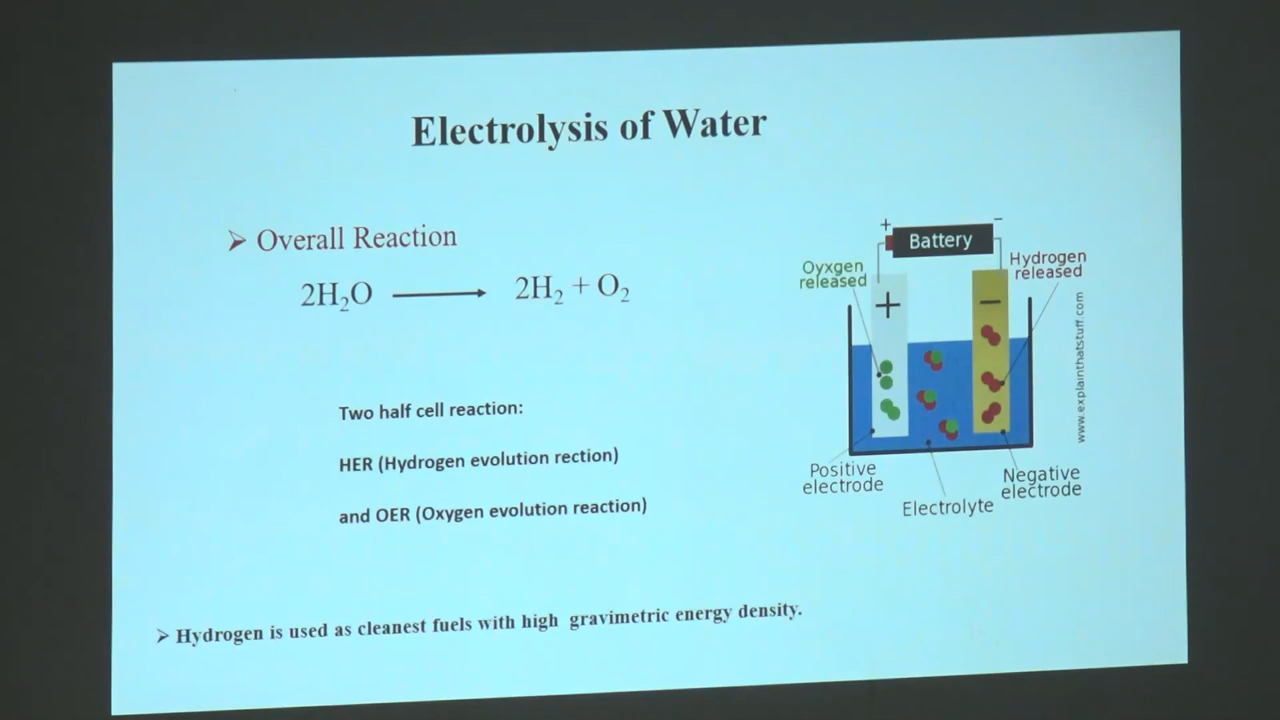 Electrolysis of Water
➢ Overall Reaction
2H₂O ⟶ 2H₂ + O₂
Two half cell reaction:
HER (Hydrogen evolution rection)
and OER (Oxygen evolution reaction)
➢ Hydrogen is used as cleanest fuels with high gravimetric energy density.
+
−
Battery
Oyxgen
released
Hydrogen
released
+
−
Positive
electrode
Electrolyte
Negative
electrode
www.explainthatstuff.com